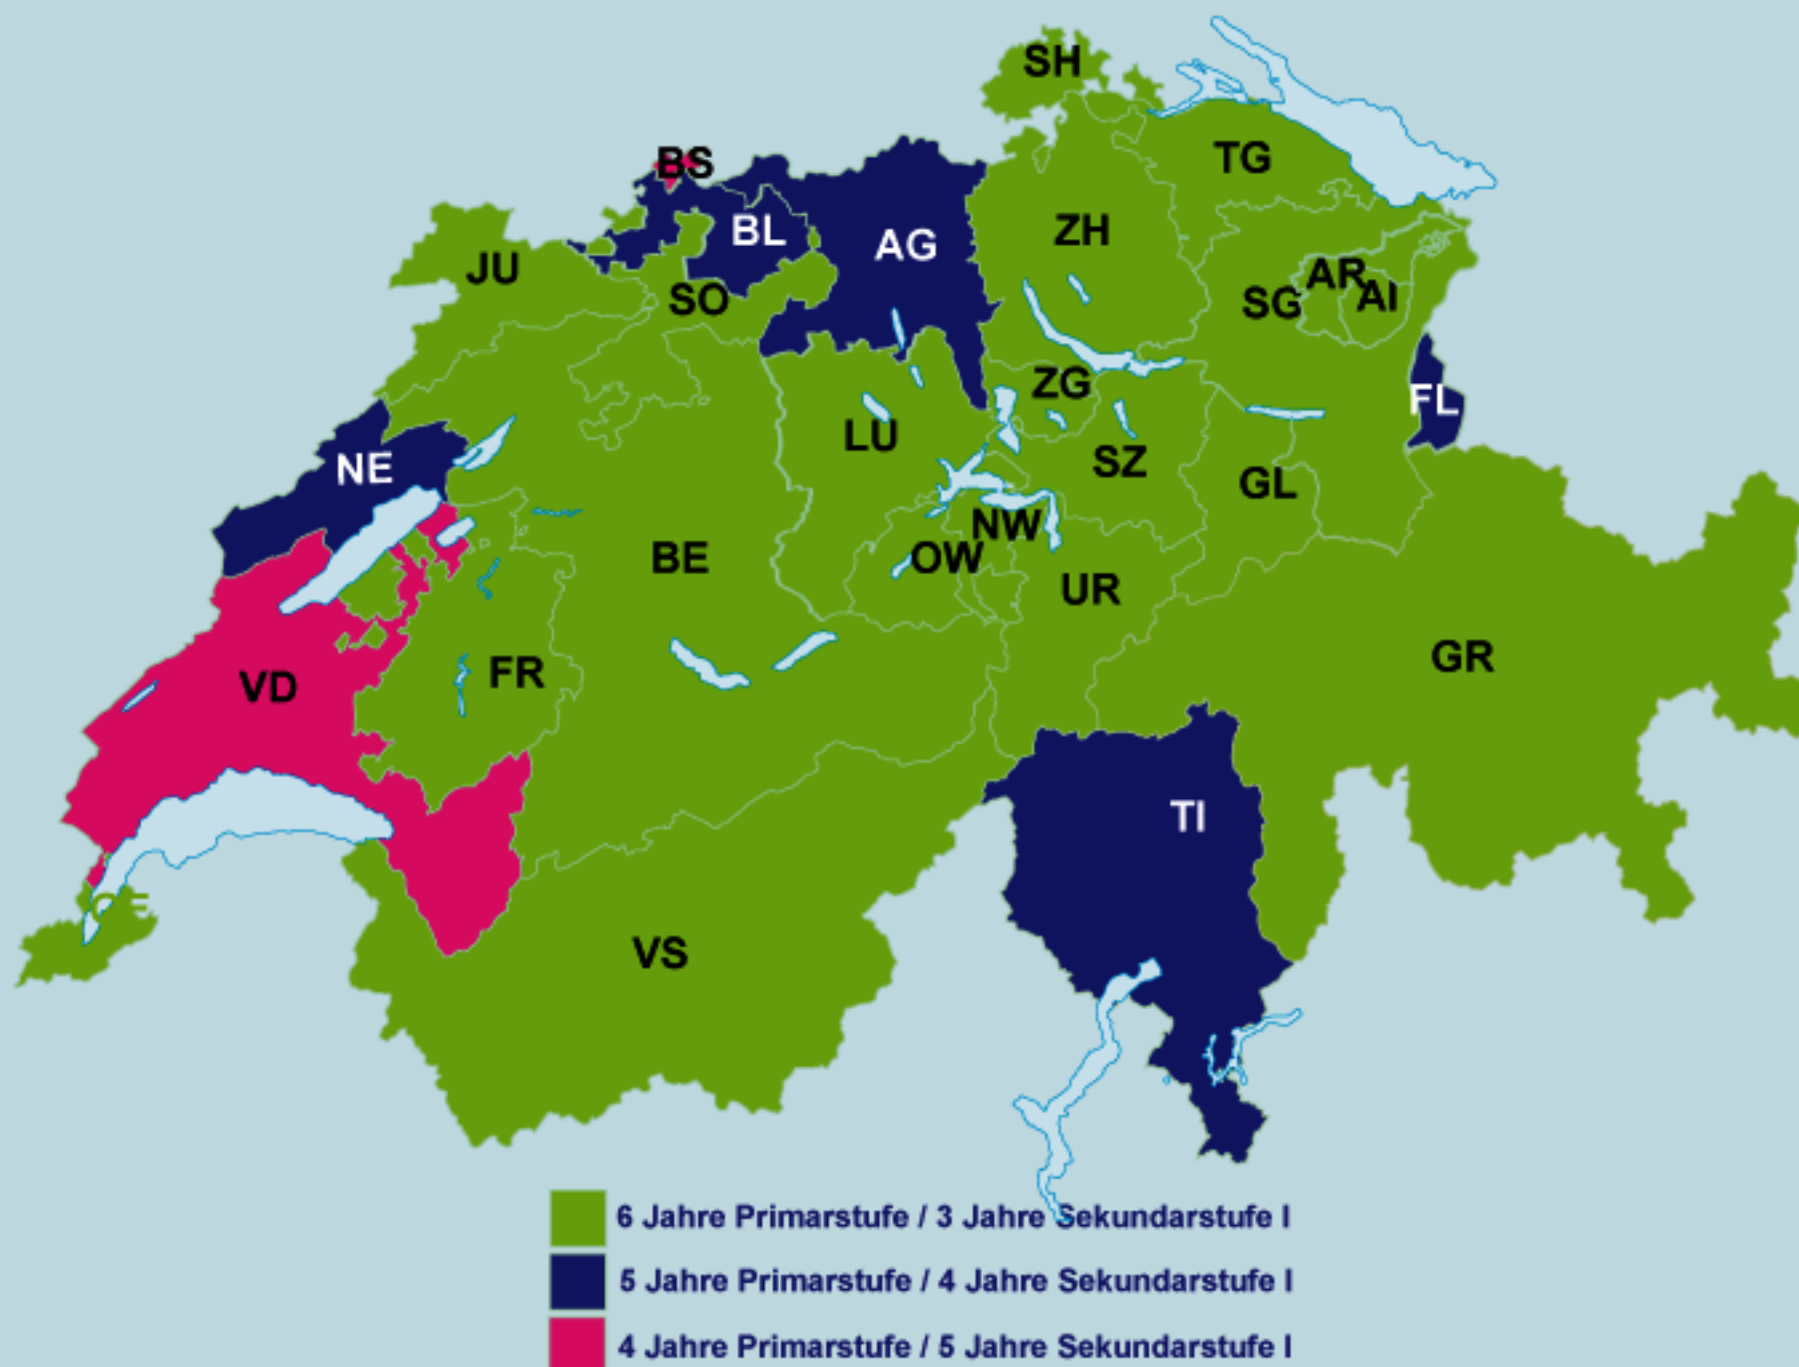 SH
BS
TG
BL
AG
ZH
JU
SO
SG
AR
AI
ZG
FL
LU
NE
SZ
GL
NW
BE
OW
UR
GR
VD
FR
TI
GE
VS
6 Jahre Primarstufe / 3 Jahre Sekundarstufe I
5 Jahre Primarstufe / 4 Jahre Sekundarstufe I
4 Jahre Primarstufe / 5 Jahre Sekundarstufe I